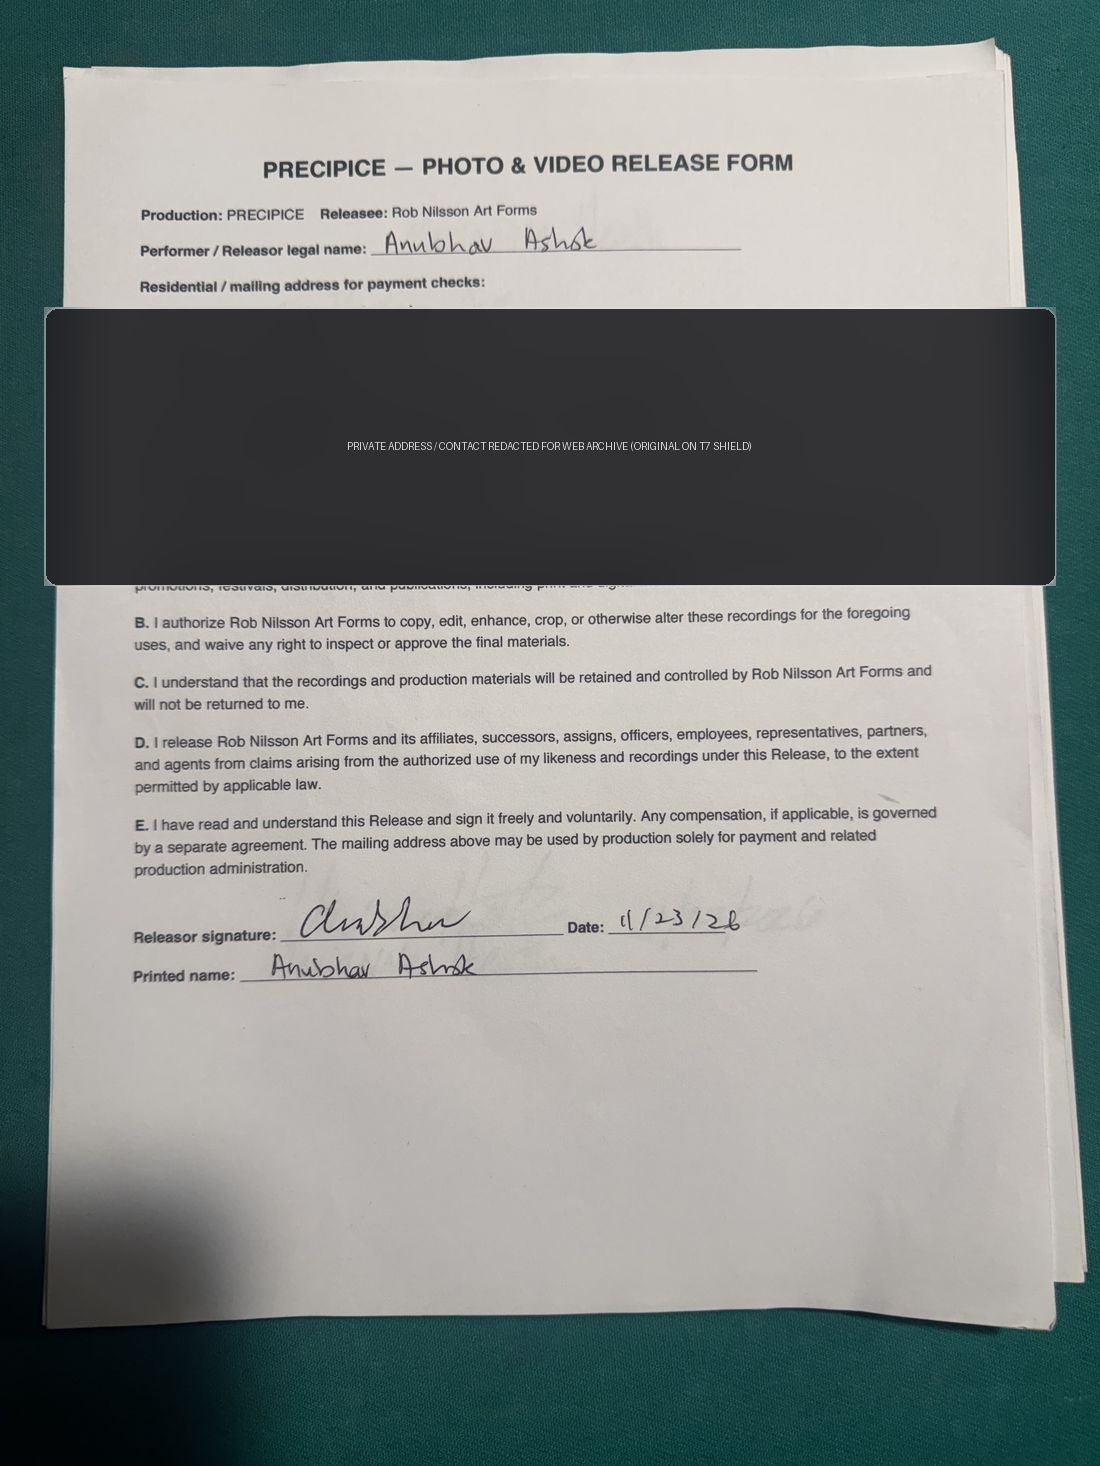 PRECIPICE — PHOTO & VIDEO RELEASE FORM
Production: PRECIPICE Releasee: Rob Nilsson Art Forms
Performer / Releasor legal name: Anubhav Ashok
Residential / mailing address for payment checks:
PRIVATE ADDRESS / CONTACT REDACTED FOR WEB ARCHIVE (ORIGINAL ON T7 SHIELD)
promotions, festivals, distribution, and publications, including print and
B. I authorize Rob Nilsson Art Forms to copy, edit, enhance, crop, or otherwise alter these recordings for the foregoing
uses, and waive any right to inspect or approve the final materials.
C. I understand that the recordings and production materials will be retained and controlled by Rob Nilsson Art Forms and
will not be returned to me.
D. I release Rob Nilsson Art Forms and its affiliates, successors, assigns, officers, employees, representatives, partners,
and agents from claims arising from the authorized use of my likeness and recordings under this Release, to the extent
permitted by applicable law.
E. I have read and understand this Release and sign it freely and voluntarily. Any compensation, if applicable, is governed
by a separate agreement. The mailing address above may be used by production solely for payment and related
production administration.
Releasor signature: Date: 11/23/26
Printed name: Anubhav Ashok